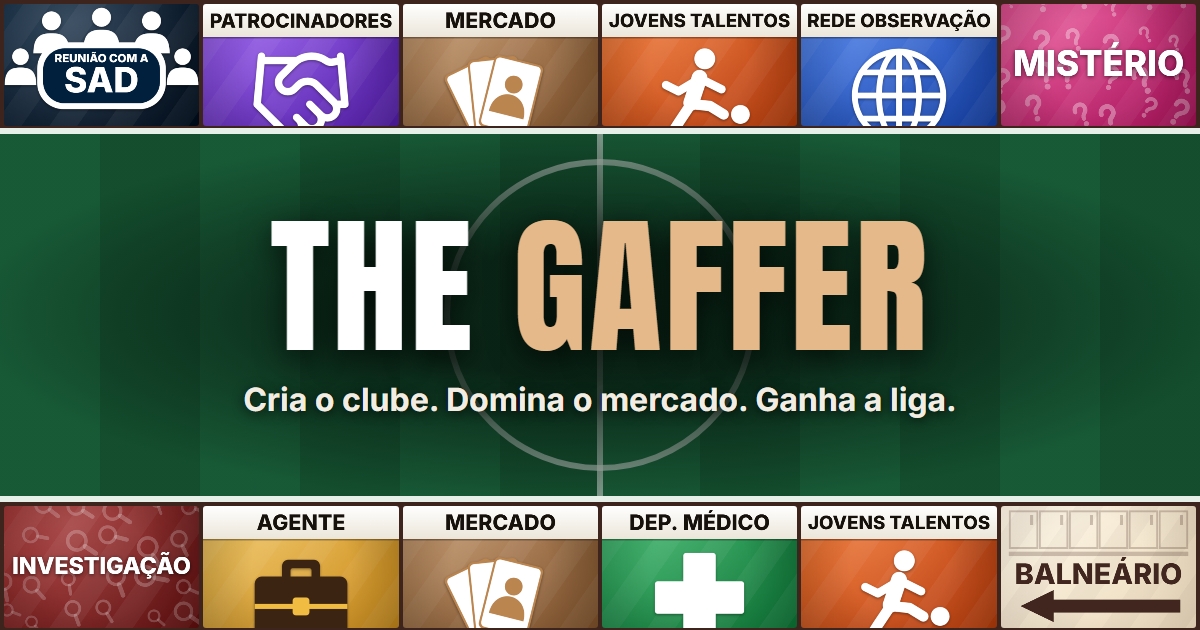 REUNIÃO COM A
SAD
PATROCINADORES
MERCADO
JOVENS TALENTOS
REDE OBSERVAÇÃO
MISTÉRIO
THE GAFFER
Cria o clube. Domina o mercado. Ganha a liga.
INVESTIGAÇÃO
AGENTE
MERCADO
DEP. MÉDICO
JOVENS TALENTOS
BALNEÁRIO